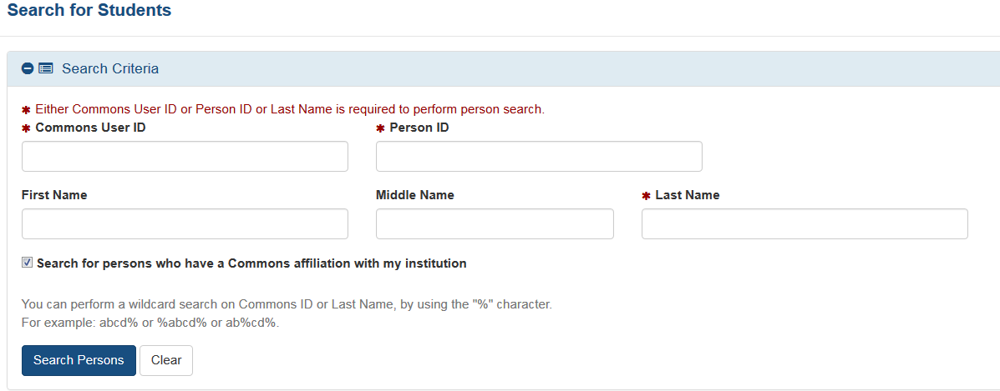 Search for Students
Search Criteria
✱ Either Commons User ID or Person ID or Last Name is required to perform person search.
✱ Commons User ID ✱ Person ID
First Name Middle Name ✱ Last Name
Search for persons who have a Commons affiliation with my institution
You can perform a wildcard search on Commons ID or Last Name, by using the "%" character.
For example: abcd% or %abcd% or ab%cd%.
Search Persons Clear